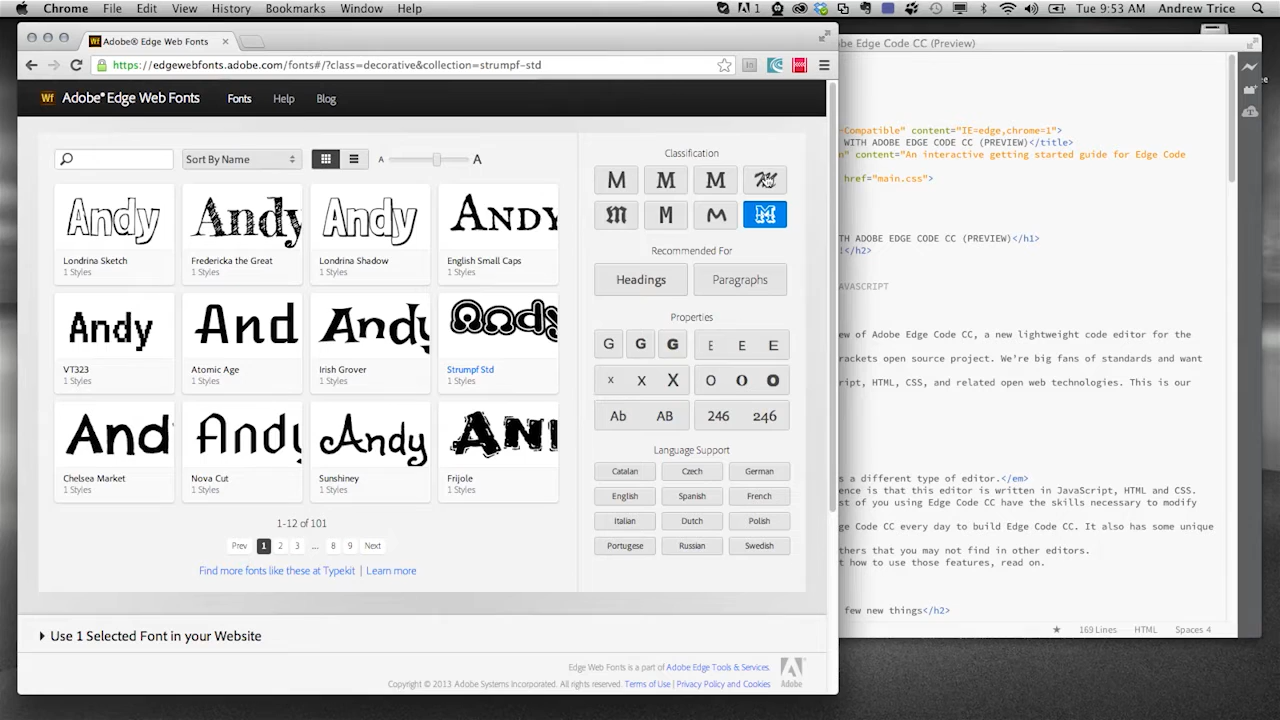 Chrome File Edit View History Bookmarks Window Help
1 Tue 9:53 AM Andrew Trice
Adobe® Edge Web Fonts
be Edge Code CC (Preview)
https://edgewebfonts.adobe.com/fonts#/?class=decorative&collection=strumpf-std
Wf Adobe® Edge Web Fonts Fonts Help Blog
Sort By Name A A
Andy Andy Andy Andy
Londrina Sketch Fredericka the Great Londrina Shadow English Small Caps
1 Styles 1 Styles 1 Styles 1 Styles
Andy And Andy Andy
VT323 Atomic Age Irish Grover Strumpf Std
1 Styles 1 Styles 1 Styles 1 Styles
And Andy Andy AN
Chelsea Market Nova Cut Sunshiney Frijole
1 Styles 1 Styles 1 Styles 1 Styles
1-12 of 101
Prev 1 2 3 ... 8 9 Next
Find more fonts like these at Typekit | Learn more
Classification
M M M M
M M M M
Recommended For
Headings Paragraphs
Properties
G G G E E E
x x X O O O
Ab AB 246 246
Language Support
Catalan Czech German
English Spanish French
Italian Dutch Polish
Portugese Russian Swedish
Use 1 Selected Font in your Website
Edge Web Fonts is a part of Adobe Edge Tools & Services.
Copyright © 2013 Adobe Systems Incorporated. All rights reserved. Terms of Use | Privacy Policy and Cookies
Adobe
-Compatible" content="IE=edge,chrome=1">
WITH ADOBE EDGE CODE CC (PREVIEW)</title>
n" content="An interactive getting started guide for Edge Code
href="main.css">
TH ADOBE EDGE CODE CC (PREVIEW)</h1>
!</h2>
AVASCRIPT
ew of Adobe Edge Code CC, a new lightweight code editor for the
rackets open source project. We're big fans of standards and want
ript, HTML, CSS, and related open web technologies. This is our
s a different type of editor.</em>
ence is that this editor is written in JavaScript, HTML and CSS.
st of you using Edge Code CC have the skills necessary to modify
ge Code CC every day to build Edge Code CC. It also has some unique
thers that you may not find in other editors.
t how to use those features, read on.
few new things</h2>
169 Lines HTML Spaces 4